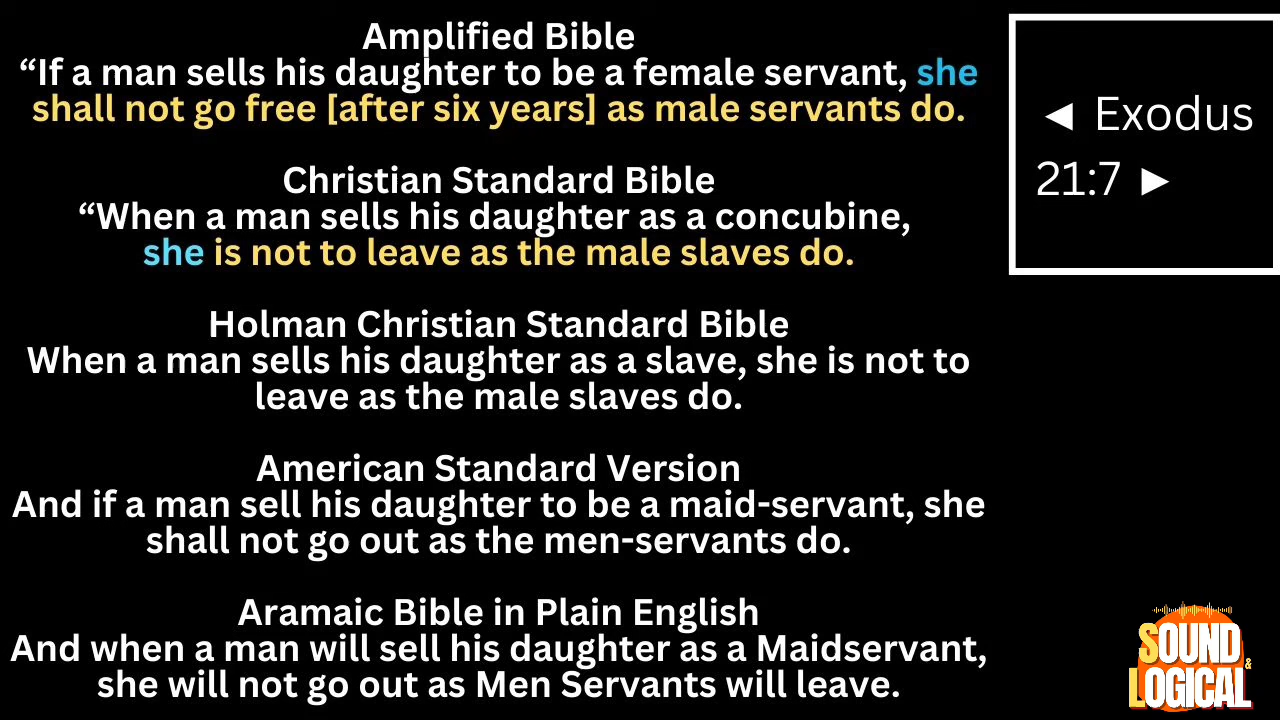 Amplified Bible
“If a man sells his daughter to be a female servant, she
shall not go free [after six years] as male servants do.
Christian Standard Bible
“When a man sells his daughter as a concubine,
she is not to leave as the male slaves do.
Holman Christian Standard Bible
When a man sells his daughter as a slave, she is not to
leave as the male slaves do.
American Standard Version
And if a man sell his daughter to be a maid-servant, she
shall not go out as the men-servants do.
Aramaic Bible in Plain English
And when a man will sell his daughter as a Maidservant,
she will not go out as Men Servants will leave.
◄ Exodus
21:7 ►
SOUND
&
LOGICAL